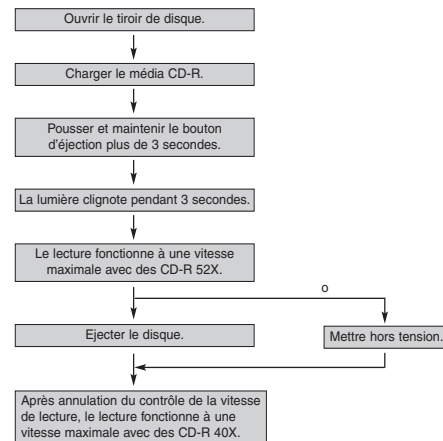 Ouvrir le tiroir de disque.
Charger le média CD-R.
Pousser et maintenir le bouton
d'éjection plus de 3 secondes.
La lumière clignote pendant 3 secondes.
Le lecture fonctionne à une vitesse
maximale avec des CD-R 52X.
o
Ejecter le disque.
Mettre hors tension.
Après annulation du contrôle de la vitesse
de lecture, le lecture fonctionne à une
vitesse maximale avec des CD-R 40X.